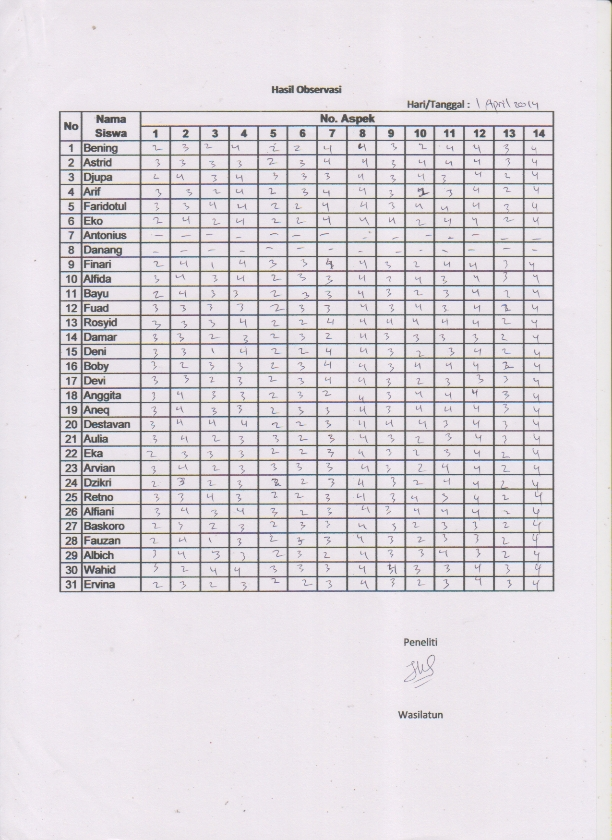 Hasil Observasi
Hari/Tanggal : 1 April 2014
No Nama Siswa No. Aspek
1 2 3 4 5 6 7 8 9 10 11 12 13 14
1 Bening 2 3 2 4 2 2 4 4 3 2 4 4 3 4
2 Astrid 3 3 3 3 2 3 4 4 3 4 4 4 3 4
3 Djupa 2 4 3 4 3 3 3 4 3 4 3 4 2 4
4 Arif 3 3 2 4 2 3 4 4 3 2 3 4 2 4
5 Faridotul 3 3 4 4 2 2 4 4 3 4 4 4 3 4
6 Eko 2 4 2 4 2 2 4 4 4 2 4 4 2 4
7 Antonius - - - - - - - - - - - - - -
8 Danang - - - - - - - - - - - - - -
9 Finari 2 4 1 4 3 3 4 4 3 2 4 4 3 4
10 Alfida 3 4 3 4 2 3 3 4 2 4 3 4 3 4
11 Bayu 2 4 3 3 2 3 3 4 3 2 3 4 3 4
12 Fuad 3 3 3 3 2 3 3 4 3 4 3 4 2 4
13 Rosyid 3 3 3 4 2 2 4 4 4 4 4 4 2 4
14 Damar 3 3 2 3 2 3 2 4 3 3 3 3 2 4
15 Deni 3 3 1 4 2 2 4 4 3 2 3 4 2 4
16 Boby 3 2 3 3 2 3 4 4 3 4 4 4 3 4
17 Devi 3 3 2 3 2 3 4 4 3 2 3 3 3 4
18 Anggita 3 4 3 3 2 3 2 4 3 4 4 4 3 4
19 Aneq 3 4 3 3 2 3 3 4 3 4 4 4 3 4
20 Destavan 3 4 4 4 2 2 3 4 4 4 3 4 3 4
21 Aulia 3 4 2 3 3 2 3 4 3 2 3 4 3 4
22 Eka 2 3 3 3 2 2 3 4 3 2 3 4 2 4
23 Arvian 3 4 2 3 3 3 3 4 3 2 4 4 2 4
24 Dzikri 2 3 2 3 2 2 3 4 3 2 4 4 2 4
25 Retno 3 3 4 3 2 2 3 4 3 4 3 4 2 4
26 Alfiani 3 4 3 4 3 2 3 4 3 4 4 4 2 4
27 Baskoro 2 3 2 3 2 3 3 4 3 2 3 3 2 4
28 Fauzan 2 4 1 3 2 3 3 4 3 2 3 3 2 4
29 Albich 3 4 3 3 2 3 2 4 3 3 4 3 2 4
30 Wahid 3 2 4 4 3 3 3 4 3 3 4 3 4
31 Ervina 2 3 2 3 2 2 3 4 3 2 3 4 3 4
Peneliti
Wasilatun